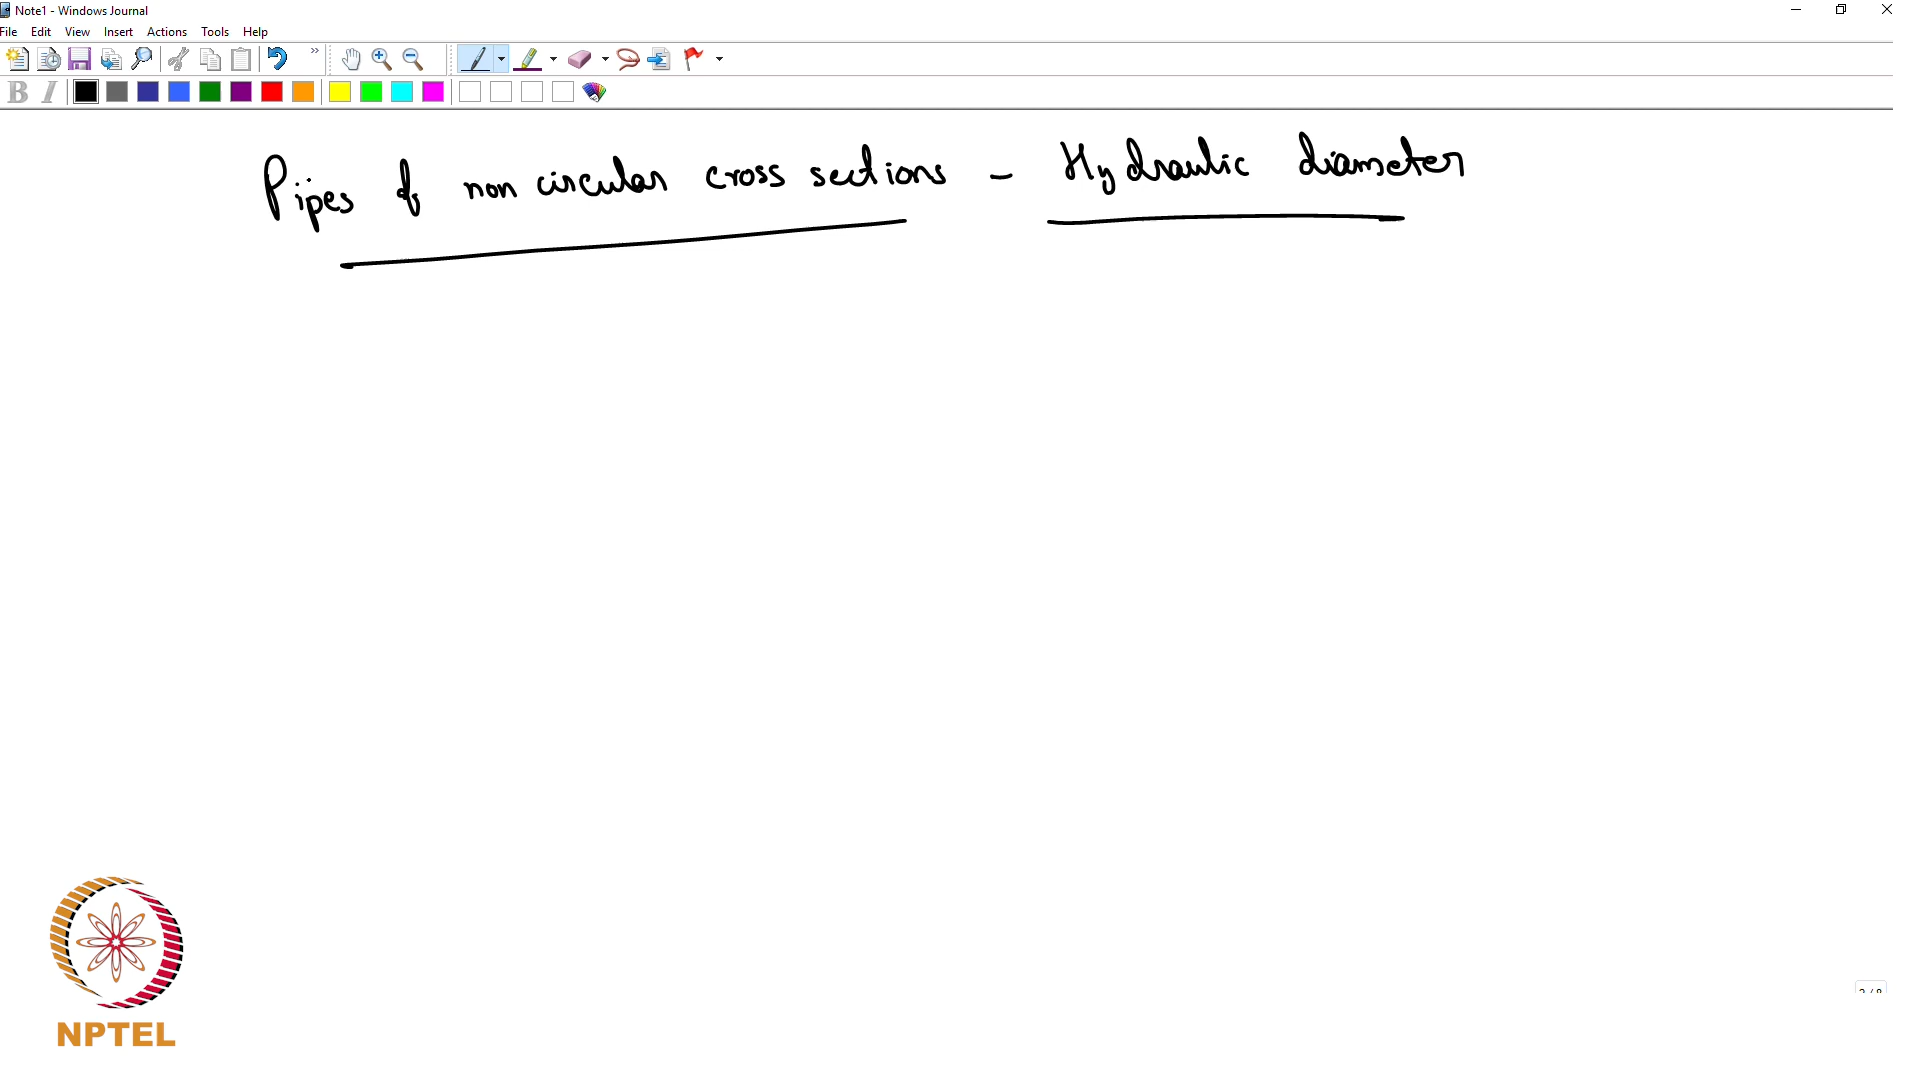 Note1 - Windows Journal
File Edit View Insert Actions Tools Help
B I
Pipes of non circular cross sections - Hydraulic diameter
NPTEL